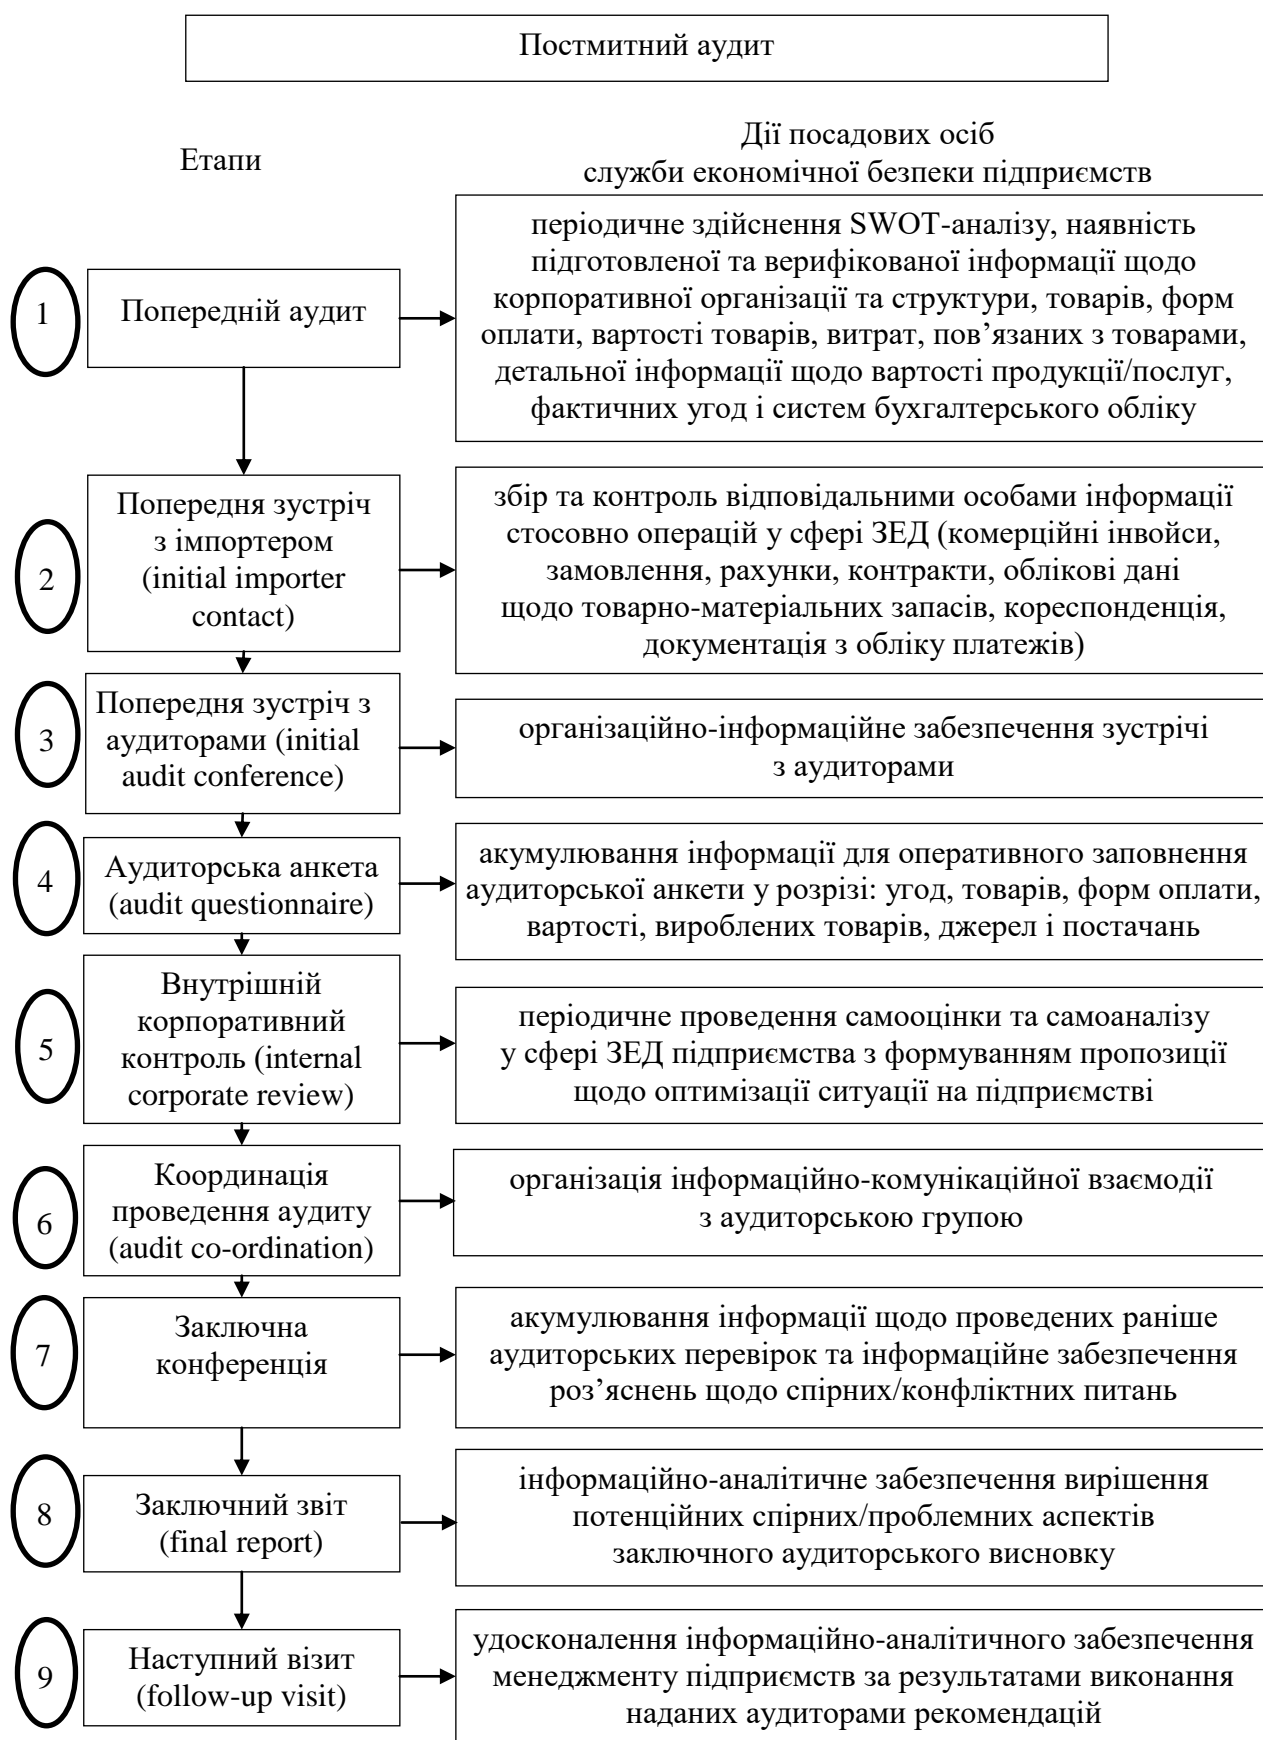 Постмитний аудит
Етапи
Дії посадових осіб
служби економічної безпеки підприємств
1
Попередній аудит
періодичне здійснення SWOT-аналізу, наявність
підготовленої та верифікованої інформації щодо
корпоративної організації та структури, товарів, форм
оплати, вартості товарів, витрат, пов’язаних з товарами,
детальної інформації щодо вартості продукції/послуг,
фактичних угод і систем бухгалтерського обліку
2
Попередня зустріч
з імпортером
(initial importer
contact)
збір та контроль відповідальними особами інформації
стосовно операцій у сфері ЗЕД (комерційні інвойси,
замовлення, рахунки, контракти, облікові дані
щодо товарно-матеріальних запасів, кореспонденція,
документація з обліку платежів)
3
Попередня зустріч з
аудиторами (initial
audit conference)
організаційно-інформаційне забезпечення зустрічі
з аудиторами
4
Аудиторська анкета
(audit questionnaire)
акумулювання інформації для оперативного заповнення
аудиторської анкети у розрізі: угод, товарів, форм оплати,
вартості, вироблених товарів, джерел і постачань
5
Внутрішній
корпоративний
контроль (internal
corporate review)
періодичне проведення самооцінки та самоаналізу
у сфері ЗЕД підприємства з формуванням пропозиції
щодо оптимізації ситуації на підприємстві
6
Координація
проведення аудиту
(audit co-ordination)
організація інформаційно-комунікаційної взаємодії
з аудиторською групою
7
Заключна
конференція
акумулювання інформації щодо проведених раніше
аудиторських перевірок та інформаційне забезпечення
роз’яснень щодо спірних/конфліктних питань
8
Заключний звіт
(final report)
інформаційно-аналітичне забезпечення вирішення
потенційних спірних/проблемних аспектів
заключного аудиторського висновку
9
Наступний візит
(follow-up visit)
удосконалення інформаційно-аналітичного забезпечення
менеджменту підприємств за результатами виконання
наданих аудиторами рекомендацій